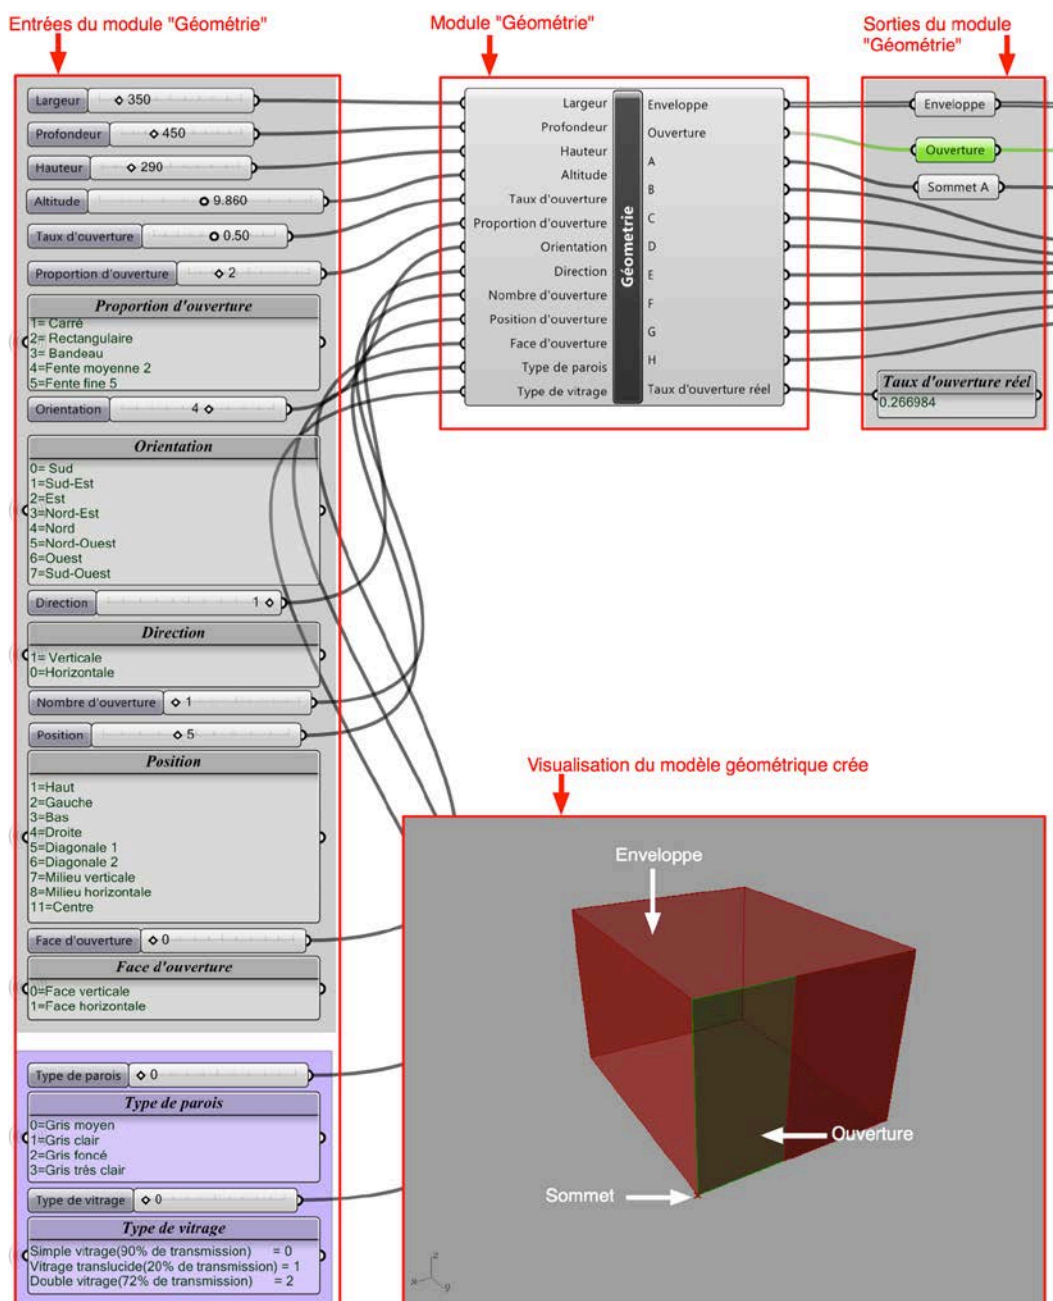 Entrées du module "Géométrie"
Module "Géométrie"
Sorties du module
"Géométrie"
Largeur
350
Profondeur
450
Hauteur
290
Altitude
9.860
Taux d'ouverture
0.50
Proportion d'ouverture
2
Proportion d'ouverture
1= Carré
2= Rectangulaire
3= Bandeau
4=Fente moyenne 2
5=Fente fine 5
Orientation
4
Orientation
0= Sud
1=Sud-Est
2=Est
3=Nord-Est
4=Nord
5=Nord-Ouest
6=Ouest
7=Sud-Ouest
Direction
1
Direction
1= Verticale
0=Horizontale
Nombre d'ouverture
1
Position
5
Position
1=Haut
2=Gauche
3=Bas
4=Droite
5=Diagonale 1
6=Diagonale 2
7=Milieu verticale
8=Milieu horizontale
11=Centre
Face d'ouverture
0
Face d'ouverture
0=Face verticale
1=Face horizontale
Type de parois
0
Type de parois
0=Gris moyen
1=Gris clair
2=Gris foncé
3=Gris très clair
Type de vitrage
0
Type de vitrage
Simple vitrage(90% de transmission) = 0
Vitrage translucide(20% de transmission) = 1
Double vitrage(72% de transmission) = 2
Largeur
Profondeur
Hauteur
Altitude
Taux d'ouverture
Proportion d'ouverture
Orientation
Direction
Nombre d'ouverture
Position d'ouverture
Face d'ouverture
Type de parois
Type de vitrage
Géométrie
Enveloppe
Ouverture
A
B
C
D
E
F
G
H
Taux d'ouverture réel
Enveloppe
Ouverture
Sommet A
Taux d'ouverture réel
0.266984
Visualisation du modèle géométrique crée
Enveloppe
Ouverture
Sommet
z
x
y